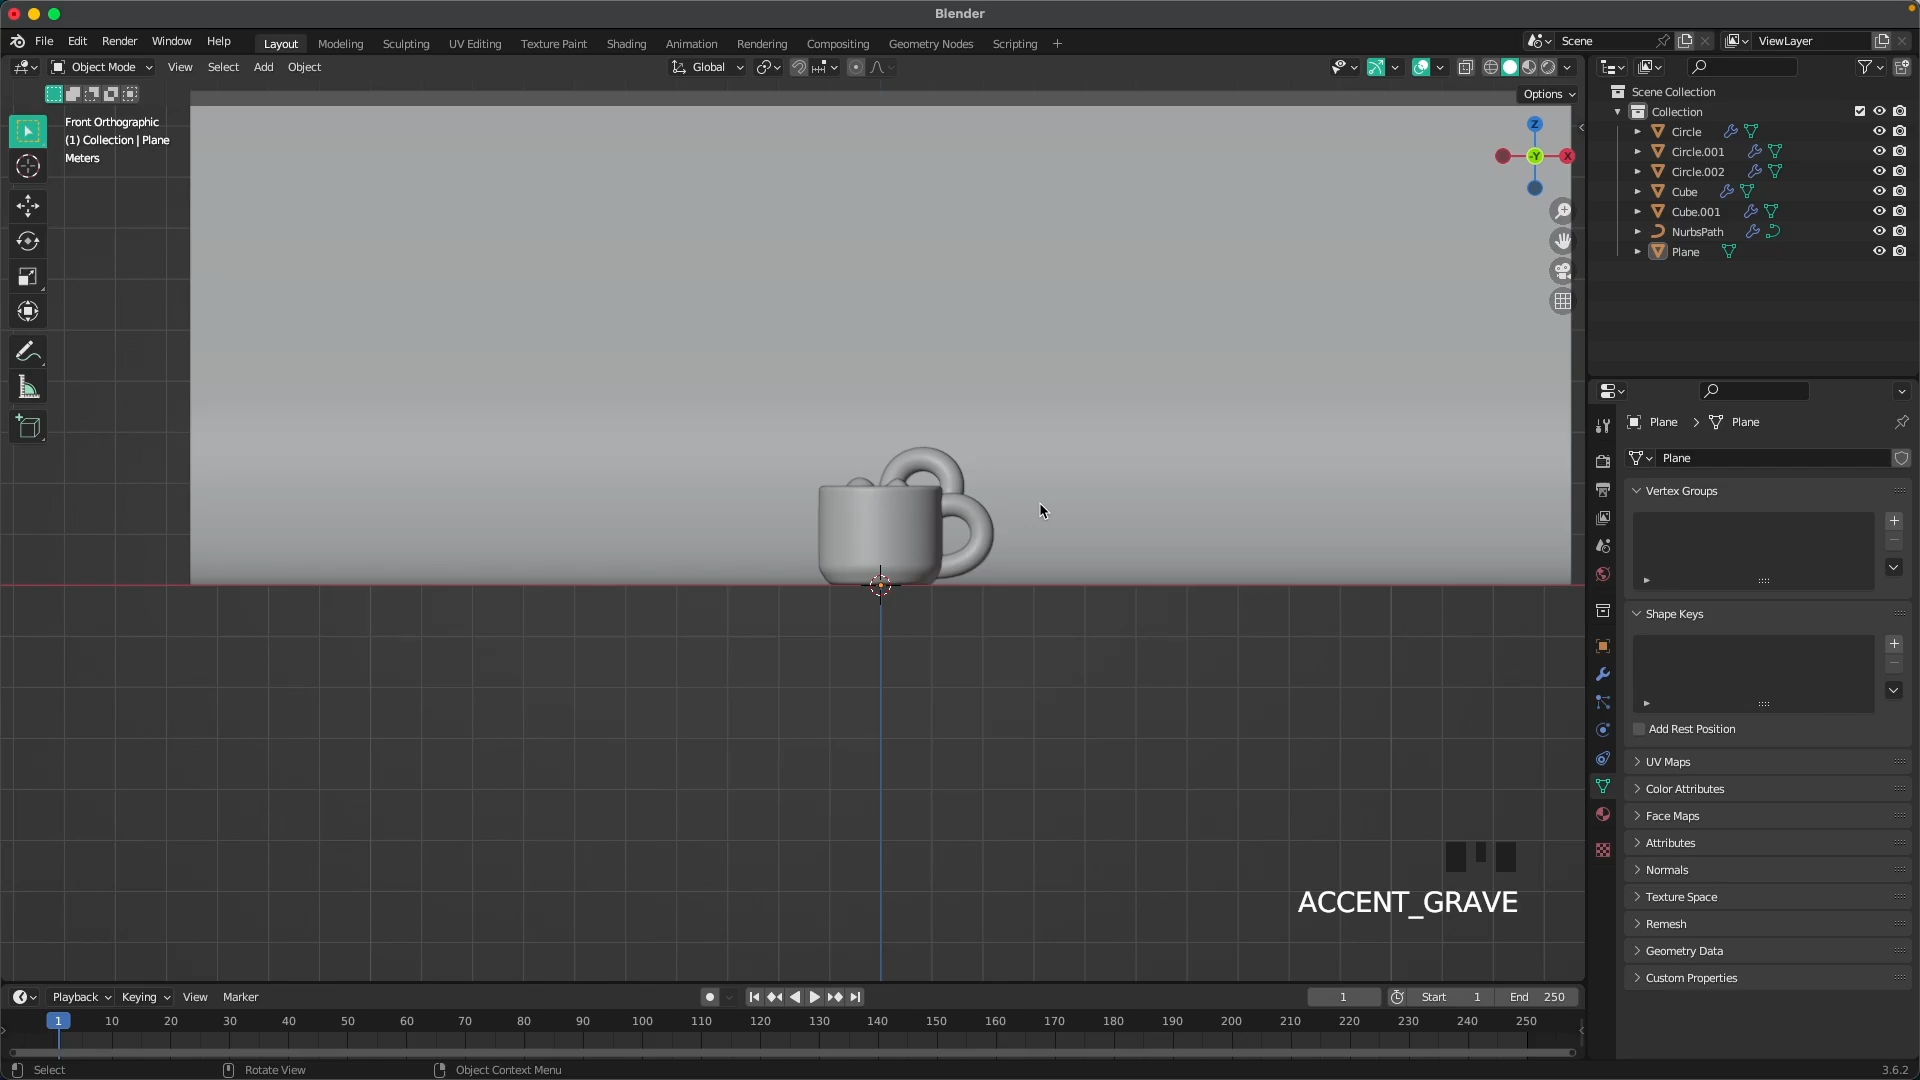 Blender
File Edit Render Window Help
Layout Modeling Sculpting UV Editing Texture Paint Shading Animation Rendering Compositing Geometry Nodes Scripting +
Scene
ViewLayer
Object Mode View Select Add Object
Global
Options
Front Orthographic
(1) Collection | Plane
Meters
Z
-Y
X
Scene Collection
Collection
Circle
Circle.001
Circle.002
Cube
Cube.001
NurbsPath
Plane
Plane > Plane
Plane
Vertex Groups
Shape Keys
Add Rest Position
UV Maps
Color Attributes
Face Maps
Attributes
Normals
Texture Space
Remesh
Geometry Data
Custom Properties
ACCENT_GRAVE
Playback Keying View Marker
1
Start 1
End 250
1 10 20 30 40 50 60 70 80 90 100 110 120 130 140 150 160 170 180 190 200 210 220 230 240 250
Select
Rotate View
Object Context Menu
3.6.2